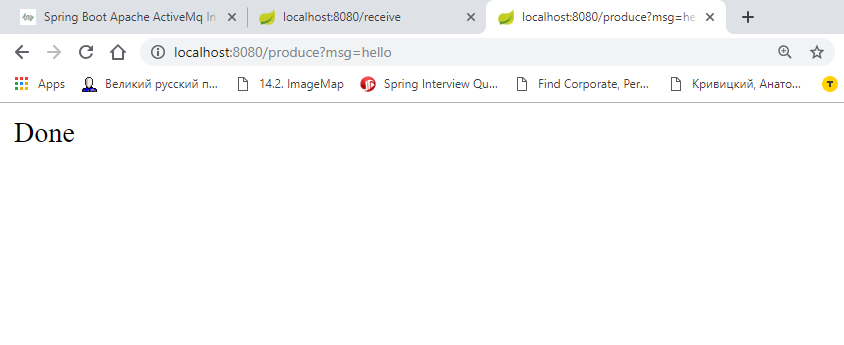 Spring Boot Apache ActiveMq In
localhost:8080/receive
localhost:8080/produce?msg=he
localhost:8080/produce?msg=hello
Apps
Великий русский п...
14.2. ImageMap
Spring Interview Qu...
Find Corporate, Per...
Кривицкий, Анато...
T
Done